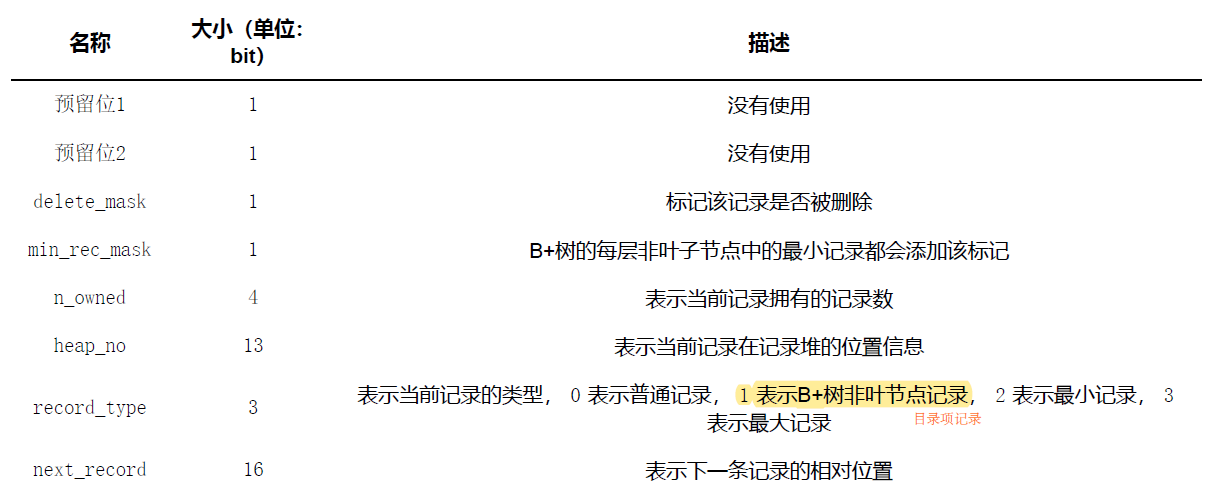 名称 大小（单位： 描述
bit）
预留位1 1 没有使用
预留位2 1 没有使用
delete_mask 1 标记该记录是否被删除
min_rec_mask 1 B+树的每层非叶子节点中的最小记录都会添加该标记
n_owned 4 表示当前记录拥有的记录数
heap_no 13 表示当前记录在记录堆的位置信息
record_type 3 表示当前记录的类型，0 表示普通记录，1 表示B+树非叶节点记录，2 表示最小记录，3
表示最大记录
目录项记录
next_record 16 表示下一条记录的相对位置